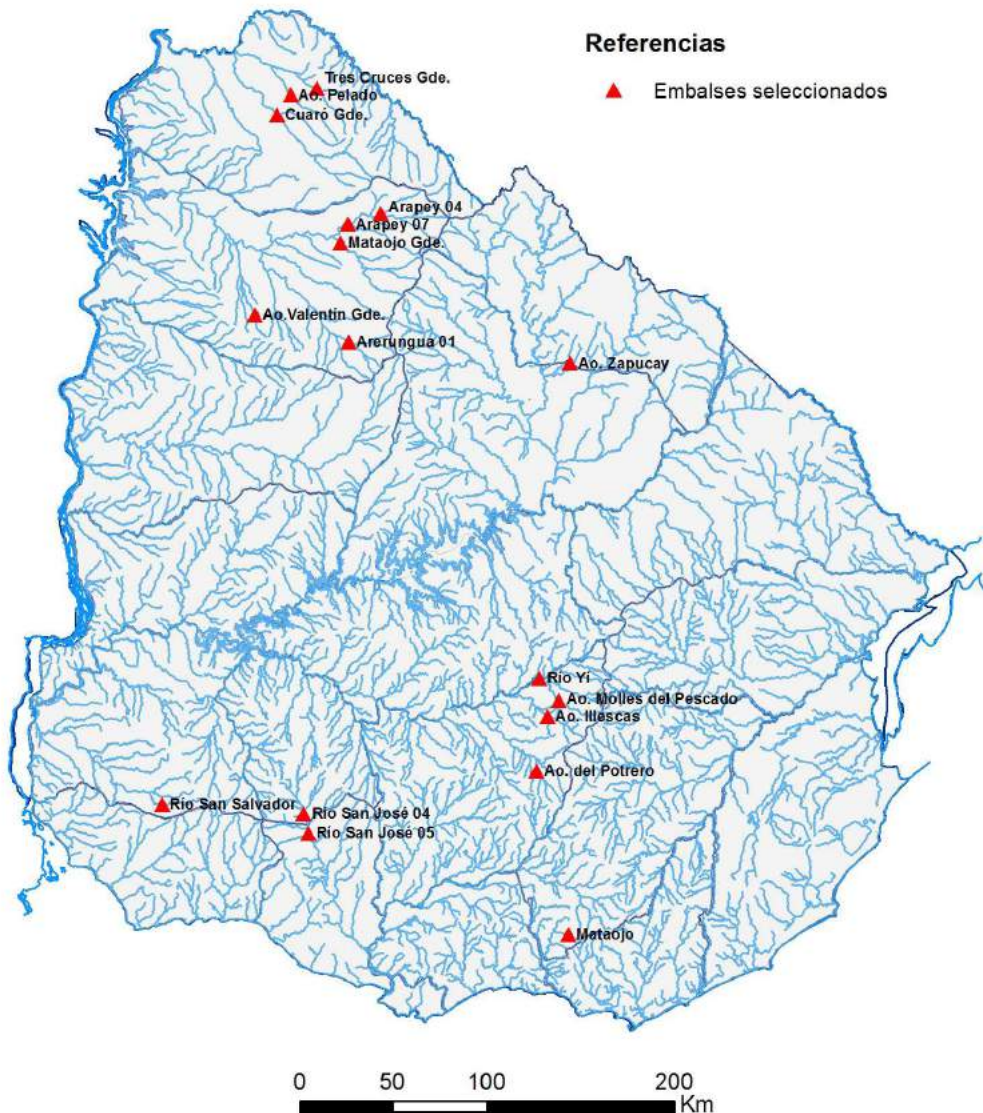 Referencias
Embalses seleccionados
Tres Cruces Gde.
Ao. Pelado
Cuaró Gde.
Arapey 04
Arapey 07
Mataojo Gde.
Ao Valentín Gde.
Arerungua 01
Ao. Zapucay
Río Yí
Ao. Molles del Pescado
Ao. Illescas
Ao. del Potrero
Río San Salvador
Río San José 04
Río San José 05
Mataojo
0 50 100 200
Km